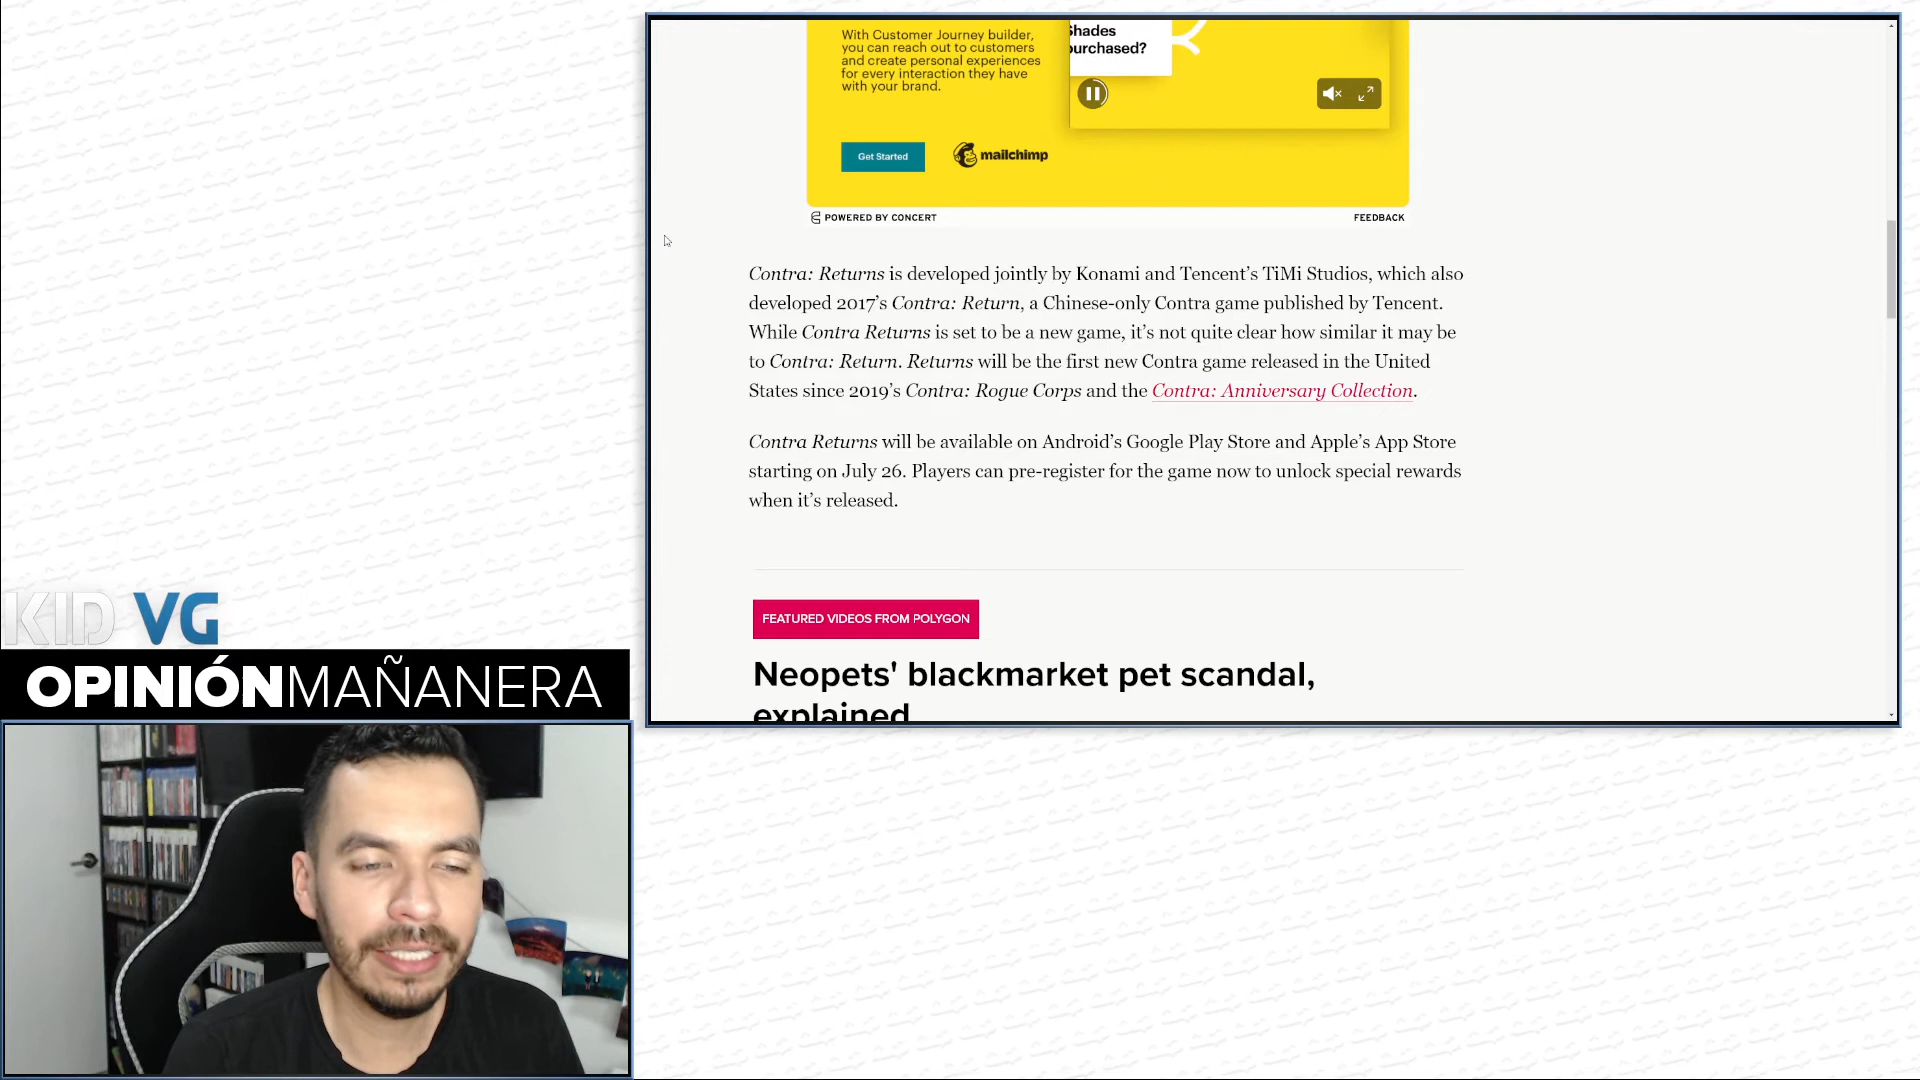 With Customer Journey builder,
you can reach out to customers
and create personal experiences
for every interaction they have
with your brand.
Shades
purchased?
Get Started
mailchimp
POWERED BY CONCERT
FEEDBACK
Contra: Returns is developed jointly by Konami and Tencent’s TiMi Studios, which also
developed 2017’s Contra: Return, a Chinese-only Contra game published by Tencent.
While Contra Returns is set to be a new game, it’s not quite clear how similar it may be
to Contra: Return. Returns will be the first new Contra game released in the United
States since 2019’s Contra: Rogue Corps and the Contra: Anniversary Collection.
Contra Returns will be available on Android’s Google Play Store and Apple’s App Store
starting on July 26. Players can pre-register for the game now to unlock special rewards
when it’s released.
FEATURED VIDEOS FROM POLYGON
Neopets' blackmarket pet scandal,
explained
KID VG
OPINIÓN MAÑANERA